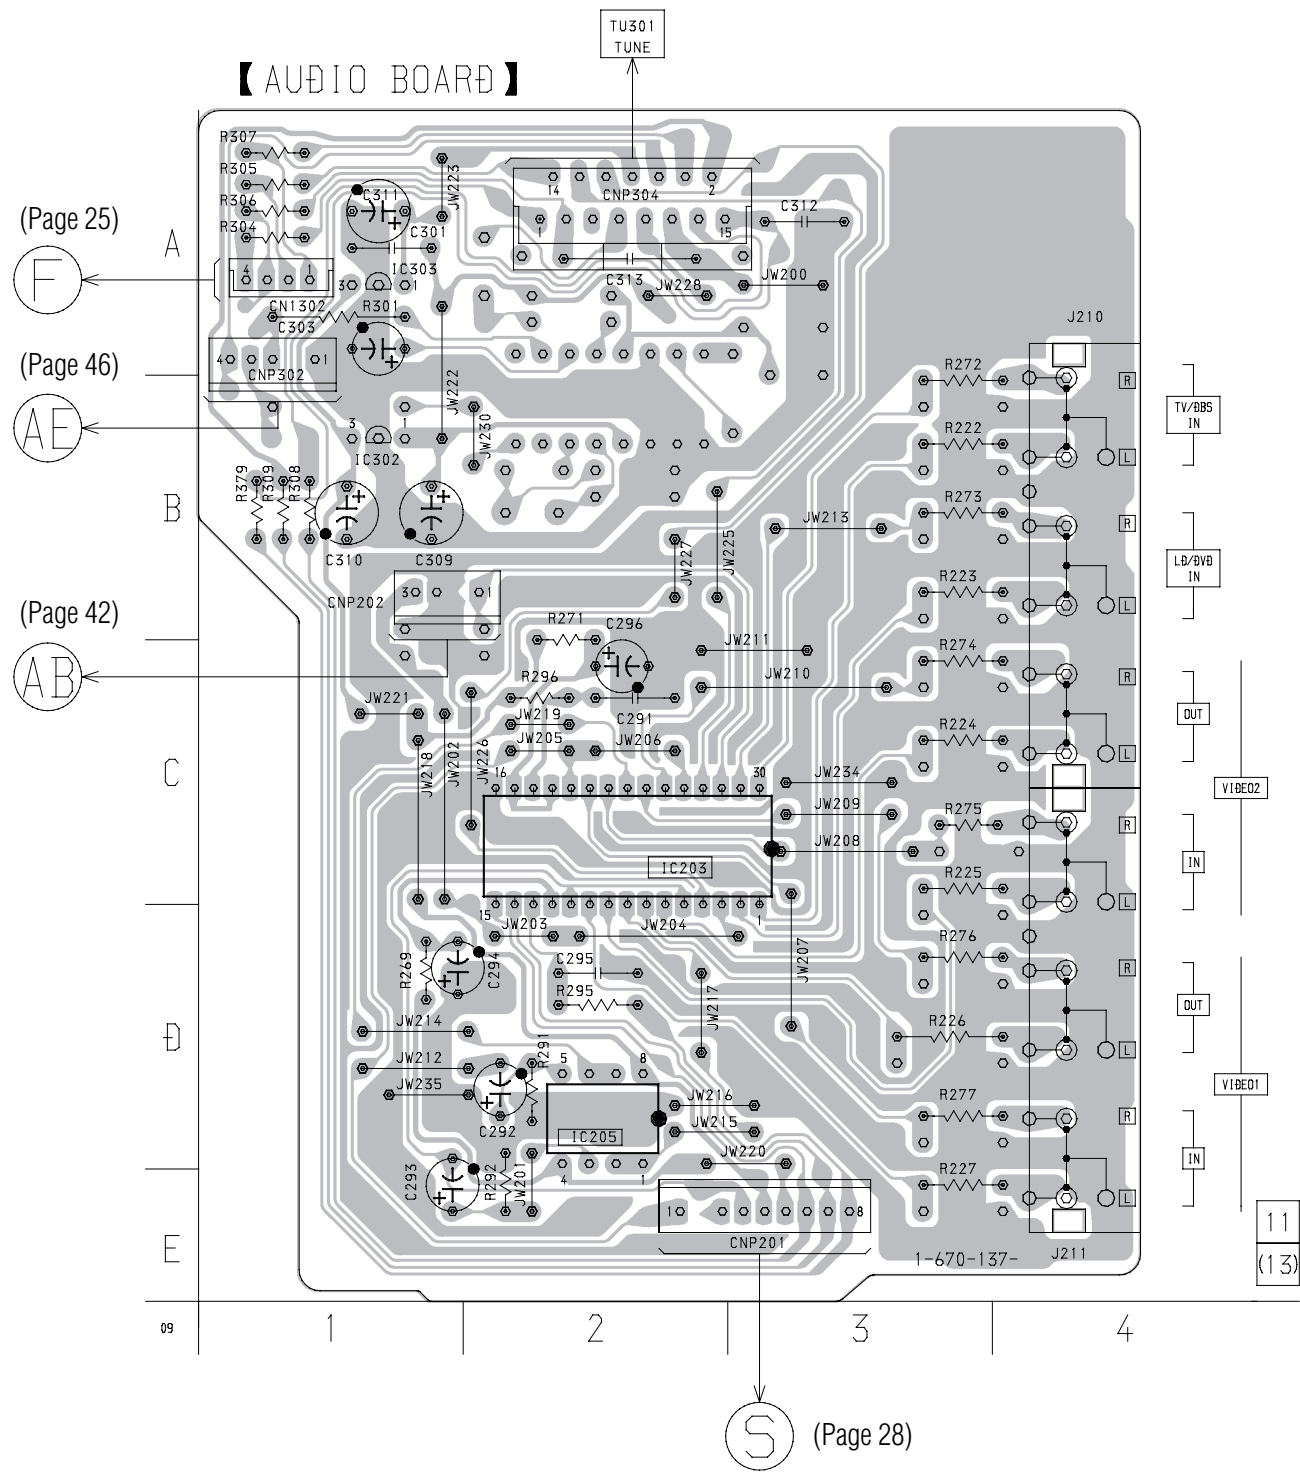 TU301
TUNE
【 AUDIO BOARD 】
R307
R305
R306
R304
JW223
C311
C301
14
CNP304
2
1
15
C312
(Page 25)
F
A
4
1
3
IC303
1
C313
JW228
JW200
CN1302
R301
C303
J210
(Page 46)
AE
4
1
CNP302
JW222
JW230
3
1
IC302
R272
R
TV/DBS
IN
R222
L
R379
R309
R308
B
C310
C309
JW227
JW225
JW213
R273
R
LD/DVD
IN
R223
L
(Page 42)
AB
CNP202
3
1
R271
C296
JW211
R274
R
JW210
R296
C291
JW221
JW219
JW205
JW206
OUT
R224
L
C
JW218
JW202
JW226
16
30
JW234
JW209
JW208
VIDEO2
R275
R
IC203
IN
R225
L
15
1
JW203
JW204
JW207
R276
R
R269
C294
C295
R295
JW217
OUT
D
JW214
R226
L
R291
JW212
5
8
JW235
VIDEO1
C292
JW216
JW215
R277
R
IC205
JW220
IN
C293
R292
JW201
4
1
R227
L
1
8
E
CNP201
1-670-137-
J211
11
(13)
09
1
2
3
4
S
(Page 28)